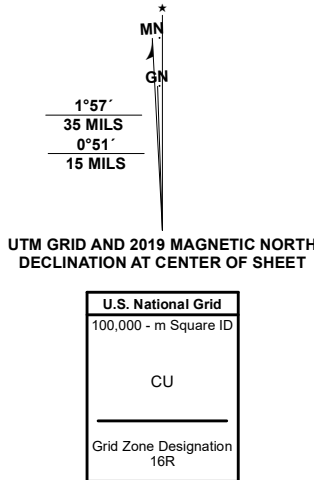 ★
MN
GN
1°57´
35 MILS
0°51´
15 MILS
UTM GRID AND 2019 MAGNETIC NORTH
DECLINATION AT CENTER OF SHEET
U.S. National Grid
100,000 - m Square ID
CU
Grid Zone Designation
16R